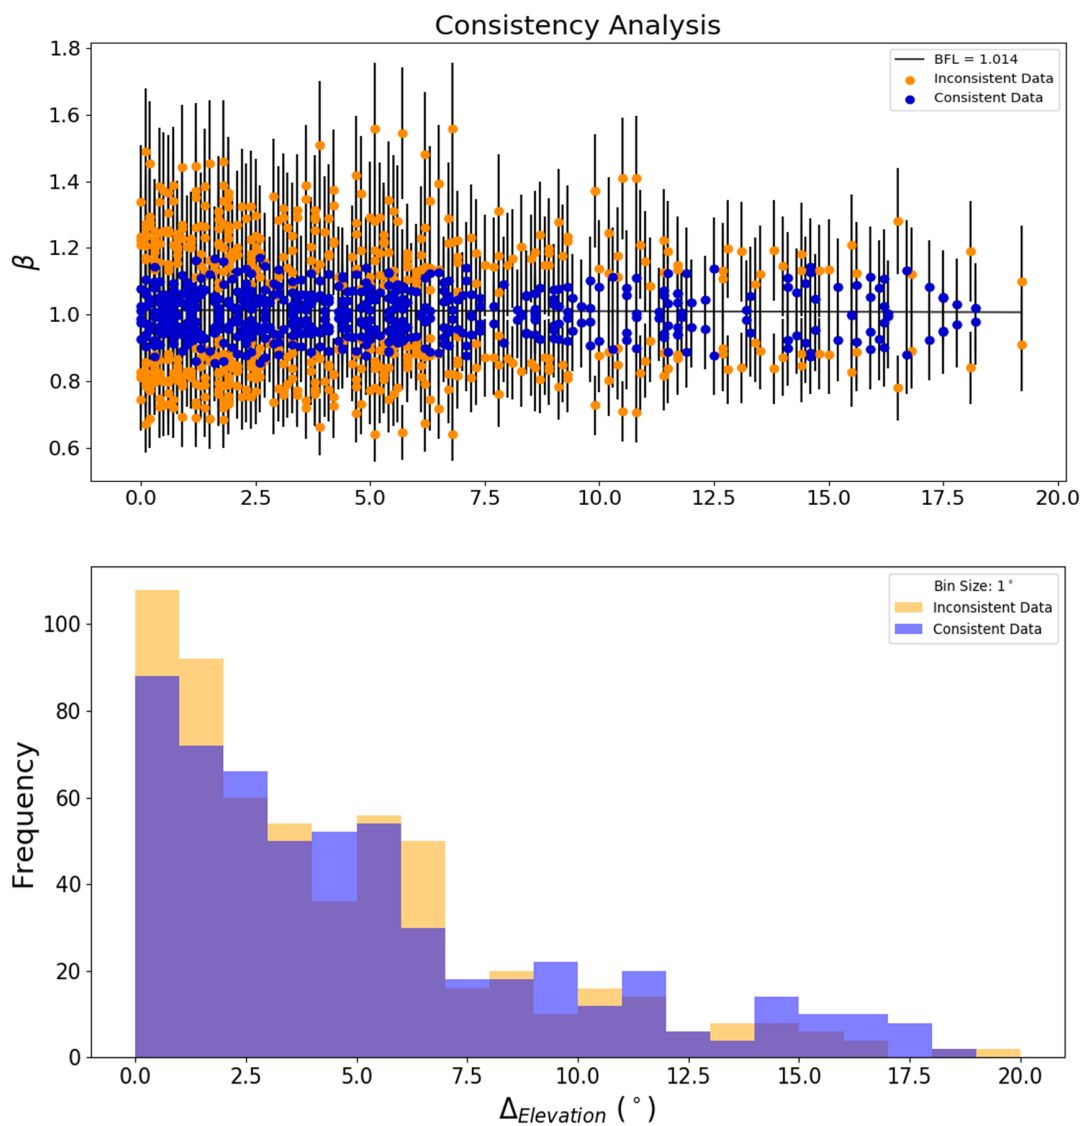 Consistency Analysis
1.8
1.6
1.4
1.2
1.0
0.8
0.6
β
BFL = 1.014
Inconsistent Data
Consistent Data
0.0 2.5 5.0 7.5 10.0 12.5 15.0 17.5 20.0
100
80
60
40
20
0
Frequency
Bin Size: 1°
Inconsistent Data
Consistent Data
0.0 2.5 5.0 7.5 10.0 12.5 15.0 17.5 20.0
Δ_Elevation (°)